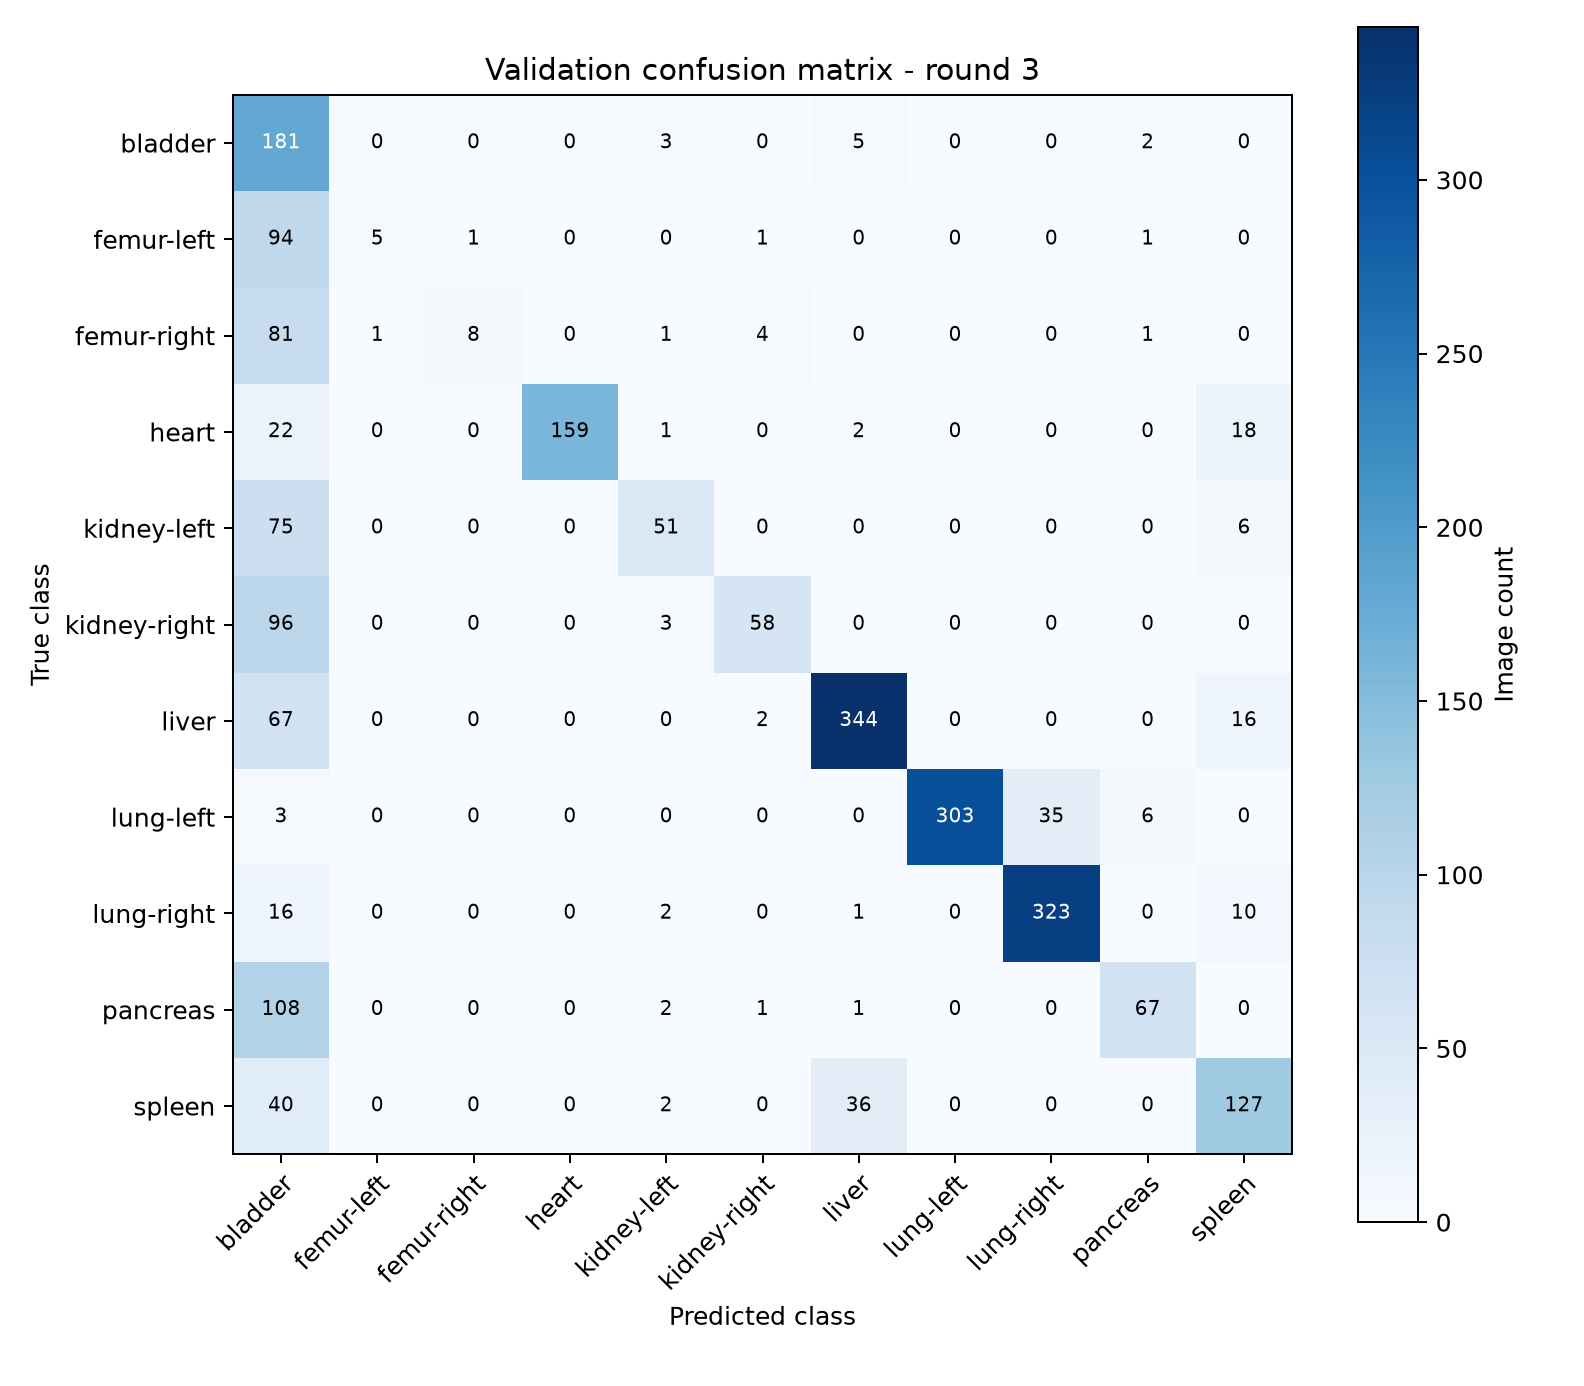 Validation confusion matrix - round 3
bladder 181 0 0 0 3 0 5 0 0 2 0
femur-left 94 5 1 0 0 1 0 0 0 1 0
femur-right 81 1 8 0 1 4 0 0 0 1 0
heart 22 0 0 159 1 0 2 0 0 0 18
kidney-left 75 0 0 0 51 0 0 0 0 0 6
kidney-right 96 0 0 0 3 58 0 0 0 0 0
liver 67 0 0 0 0 2 344 0 0 0 16
lung-left 3 0 0 0 0 0 0 303 35 6 0
lung-right 16 0 0 0 2 0 1 0 323 0 10
pancreas 108 0 0 0 2 1 1 0 0 67 0
spleen 40 0 0 0 2 0 36 0 0 0 127
True class
bladder femur-left femur-right heart kidney-left kidney-right liver lung-left lung-right pancreas spleen
Predicted class
300
250
200
150
100
50
0
Image count